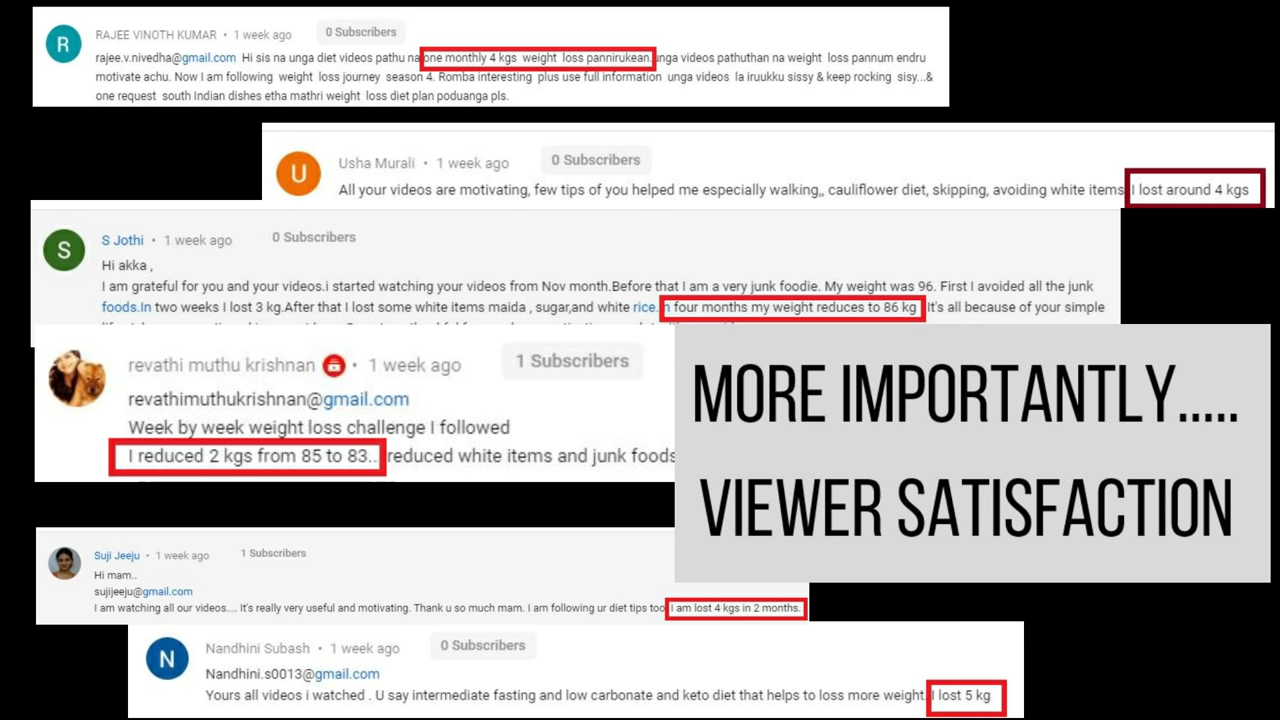 R
RAJEE VINOTH KUMAR • 1 week ago
0 Subscribers
rajee.v.nivedha@gmail.com Hi sis na unga diet videos pathu na one monthly 4 kgs weight loss pannirukean. unga videos pathuthan na weight loss pannum endru
motivate achu. Now I am following weight loss journey season 4. Romba interesting plus use full information unga videos la iruukku sissy & keep rocking sisy...&
one request south Indian dishes etha mathri weight loss diet plan poduanga pls.
U
Usha Murali • 1 week ago
0 Subscribers
All your videos are motivating, few tips of you helped me especially walking,, cauliflower diet, skipping, avoiding white items I lost around 4 kgs
S
S Jothi • 1 week ago
0 Subscribers
Hi akka ,
I am grateful for you and your videos.i started watching your videos from Nov month.Before that I am a very junk foodie. My weight was 96. First I avoided all the junk
foods.In two weeks I lost 3 kg.After that I lost some white items maida , sugar,and white rice.In four months my weight reduces to 86 kg It's all because of your simple
revathi muthu krishnan • 1 week ago
1 Subscribers
revathimuthukrishnan@gmail.com
Week by week weight loss challenge I followed
I reduced 2 kgs from 85 to 83... reduced white items and junk foods
MORE IMPORTANTLY.....
VIEWER SATISFACTION
Suji Jeeju • 1 week ago
1 Subscribers
Hi mam..
sujijeeju@gmail.com
I am watching all our videos.... It's really very useful and motivating. Thank u so much mam. I am following ur diet tips too I am lost 4 kgs in 2 months.
N
Nandhini Subash • 1 week ago
0 Subscribers
Nandhini.s0013@gmail.com
Yours all videos i watched . U say intermediate fasting and low carbonate and keto diet that helps to loss more weight. I lost 5 kg